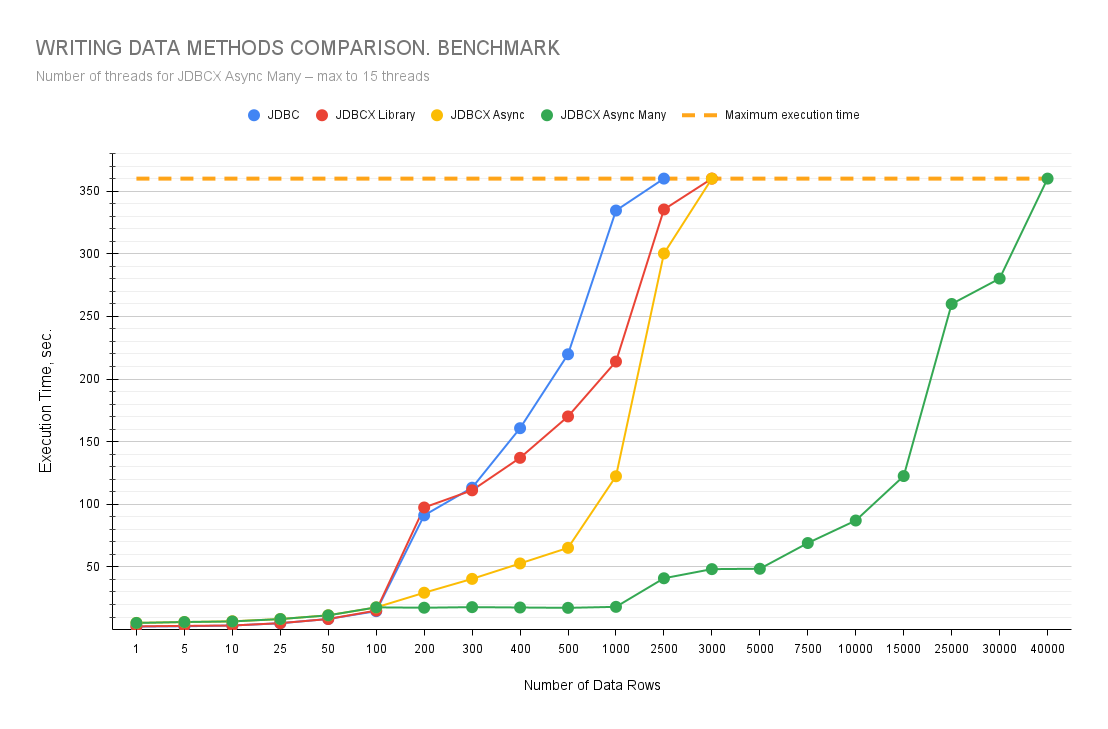 WRITING DATA METHODS COMPARISON. BENCHMARK
Number of threads for JDBCX Async Many – max to 15 threads
JDBC JDBCX Library JDBCX Async JDBCX Async Many Maximum execution time
350
300
250
200
150
100
50
Execution Time, sec.
1 5 10 25 50 100 200 300 400 500 1000 2500 3000 5000 7500 10000 15000 25000 30000 40000
Number of Data Rows